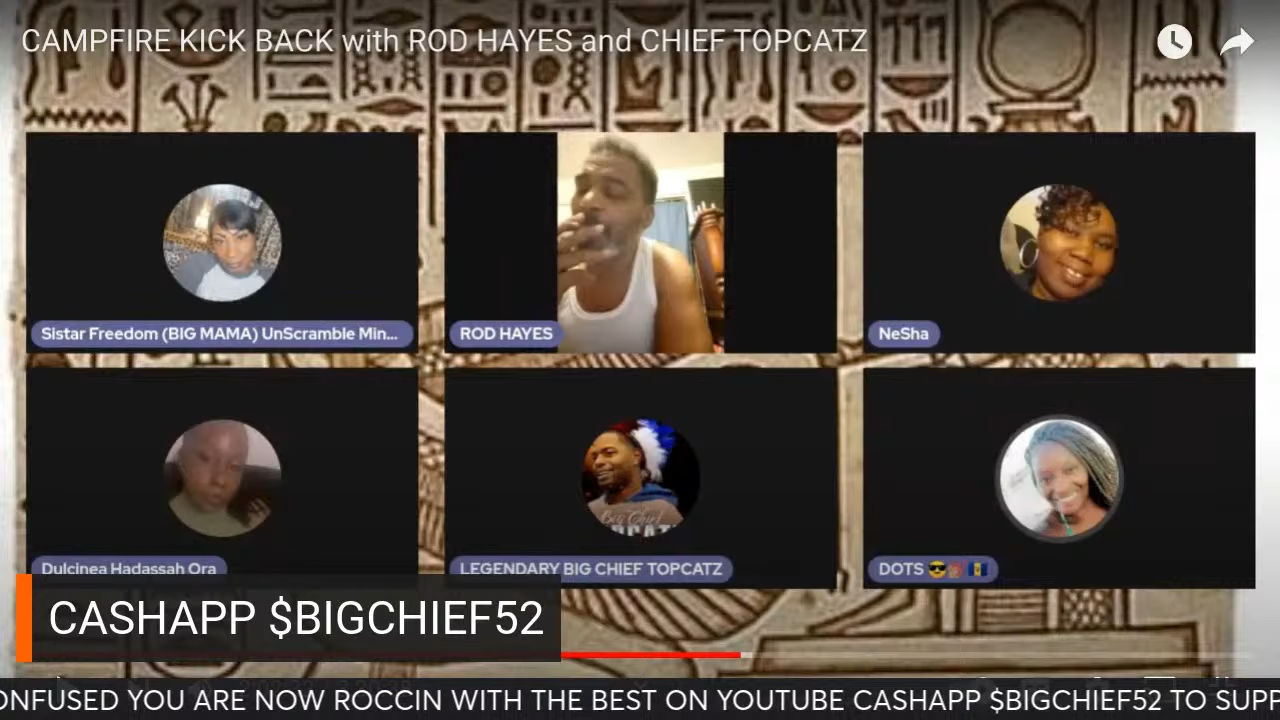 CAMPFIRE KICK BACK with ROD HAYES and CHIEF TOPCATZ
Sistar Freedom (BIG MAMA) UnScramble Min...
ROD HAYES
NeSha
Dulcinea Hadassah Ora
LEGENDARY BIG CHIEF TOPCATZ
DOTS 😎
CASHAPP $BIGCHIEF52
ONFUSED YOU ARE NOW ROCCIN WITH THE BEST ON YOUTUBE CASHAPP $BIGCHIEF52 TO SUPP